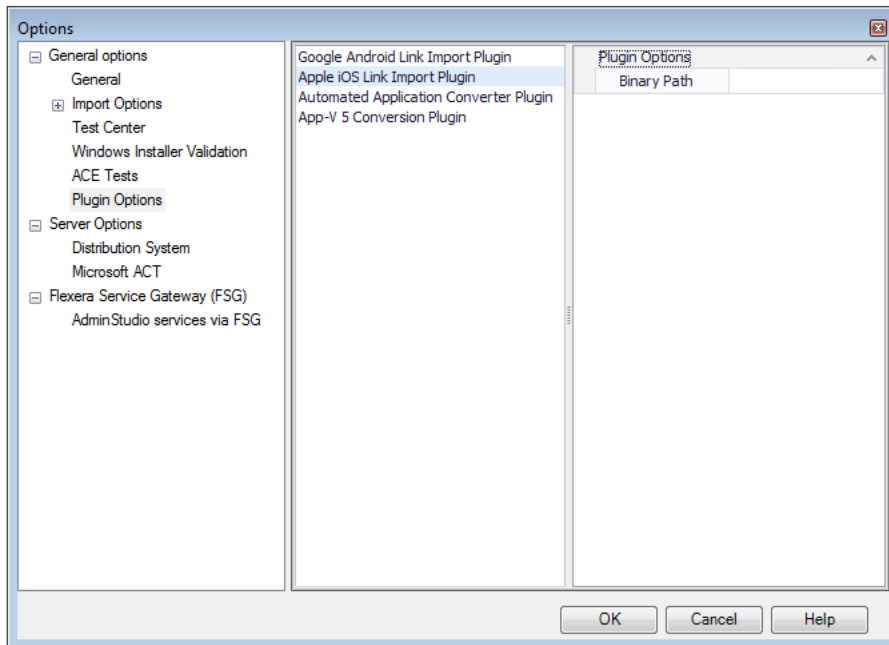 Options
General options
General
Import Options
Test Center
Windows Installer Validation
ACE Tests
Plugin Options
Server Options
Distribution System
Microsoft ACT
Flexera Service Gateway (FSG)
AdminStudio services via FSG
Google Android Link Import Plugin
Apple iOS Link Import Plugin
Automated Application Converter Plugin
App-V 5 Conversion Plugin
Plugin Options
Binary Path
OK Cancel Help